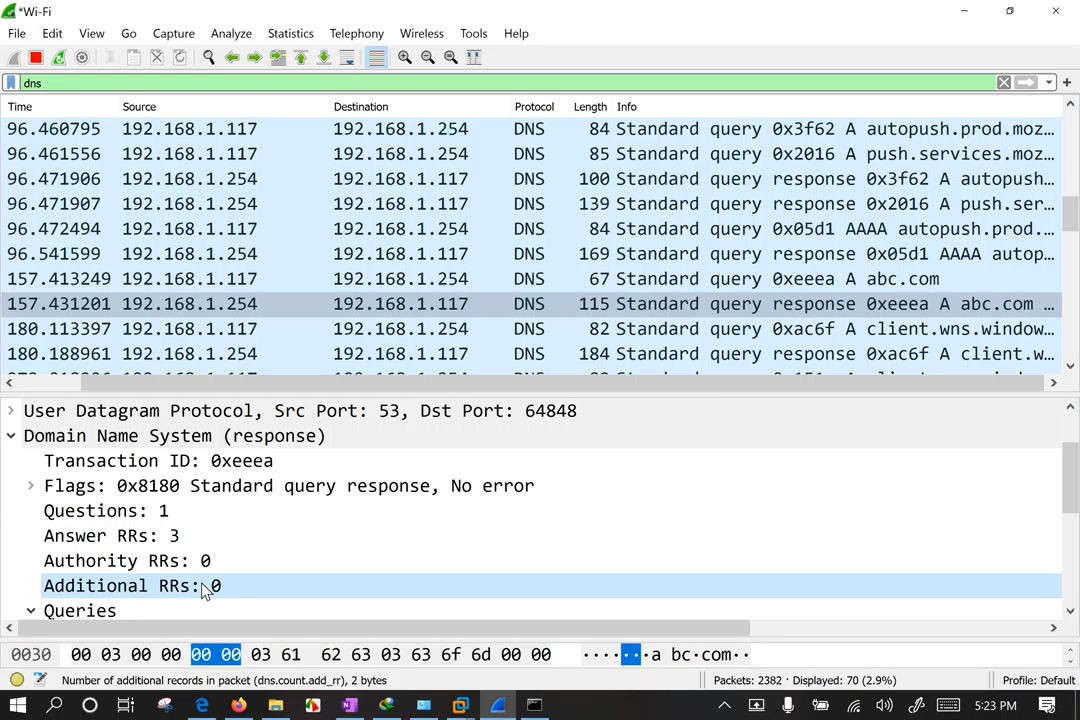 *Wi-Fi
File Edit View Go Capture Analyze Statistics Telephony Wireless Tools Help
dns
Time Source Destination Protocol Length Info
96.460795 192.168.1.117 192.168.1.254 DNS 84 Standard query 0x3f62 A autopush.prod.moz…
96.461556 192.168.1.117 192.168.1.254 DNS 85 Standard query 0x2016 A push.services.moz…
96.471906 192.168.1.254 192.168.1.117 DNS 100 Standard query response 0x3f62 A autopush…
96.471907 192.168.1.254 192.168.1.117 DNS 139 Standard query response 0x2016 A push.ser…
96.472494 192.168.1.117 192.168.1.254 DNS 84 Standard query 0x05d1 AAAA autopush.prod.…
96.541599 192.168.1.254 192.168.1.117 DNS 169 Standard query response 0x05d1 AAAA autop…
157.413249 192.168.1.117 192.168.1.254 DNS 67 Standard query 0xeeea A abc.com
157.431201 192.168.1.254 192.168.1.117 DNS 115 Standard query response 0xeeea A abc.com …
180.113397 192.168.1.117 192.168.1.254 DNS 82 Standard query 0xac6f A client.wns.window…
180.188961 192.168.1.254 192.168.1.117 DNS 184 Standard query response 0xac6f A client.w…
User Datagram Protocol, Src Port: 53, Dst Port: 64848
Domain Name System (response)
Transaction ID: 0xeeea
Flags: 0x8180 Standard query response, No error
Questions: 1
Answer RRs: 3
Authority RRs: 0
Additional RRs: 0
Queries
0030 00 03 00 00 00 00 03 61 62 63 03 63 6f 6d 00 00 ·······a bc·com··
Number of additional records in packet (dns.count.add_rr), 2 bytes Packets: 2382 · Displayed: 70 (2.9%) Profile: Default
5:23 PM